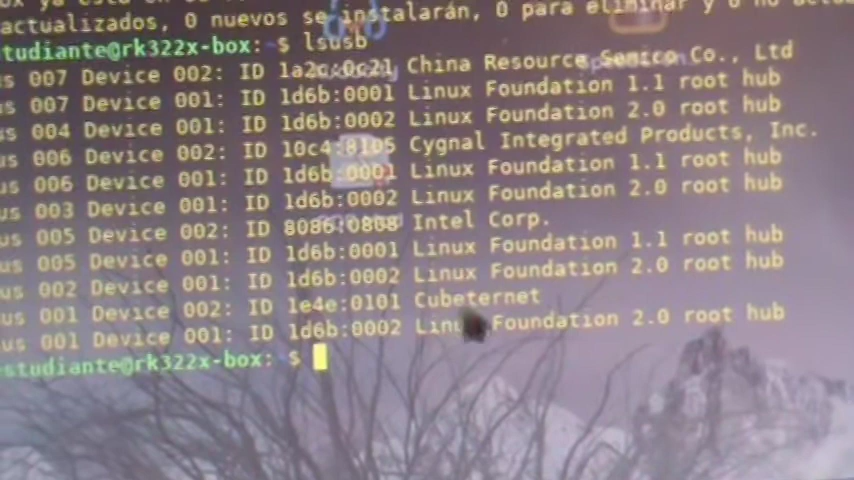 actualizados, 0 nuevos se instalarán, 0 para eliminar y 0 no actua
studiante@rk322x-box: $ lsusb
us 007 Device 002: ID 1a2c:0c21 China Resource Semico Co., Ltd
us 007 Device 001: ID 1d6b:0001 Linux Foundation 1.1 root hub
us 004 Device 001: ID 1d6b:0002 Linux Foundation 2.0 root hub
us 006 Device 002: ID 10c4:8105 Cygnal Integrated Products, Inc.
us 006 Device 001: ID 1d6b:0001 Linux Foundation 1.1 root hub
us 003 Device 001: ID 1d6b:0002 Linux Foundation 2.0 root hub
us 005 Device 002: ID 8086:0808 Intel Corp.
us 005 Device 001: ID 1d6b:0001 Linux Foundation 1.1 root hub
us 002 Device 001: ID 1d6b:0002 Linux Foundation 2.0 root hub
us 001 Device 002: ID 1e4e:0101 Cubeternet
us 001 Device 001: ID 1d6b:0002 Linux Foundation 2.0 root hub
estudiante@rk322x-box: $